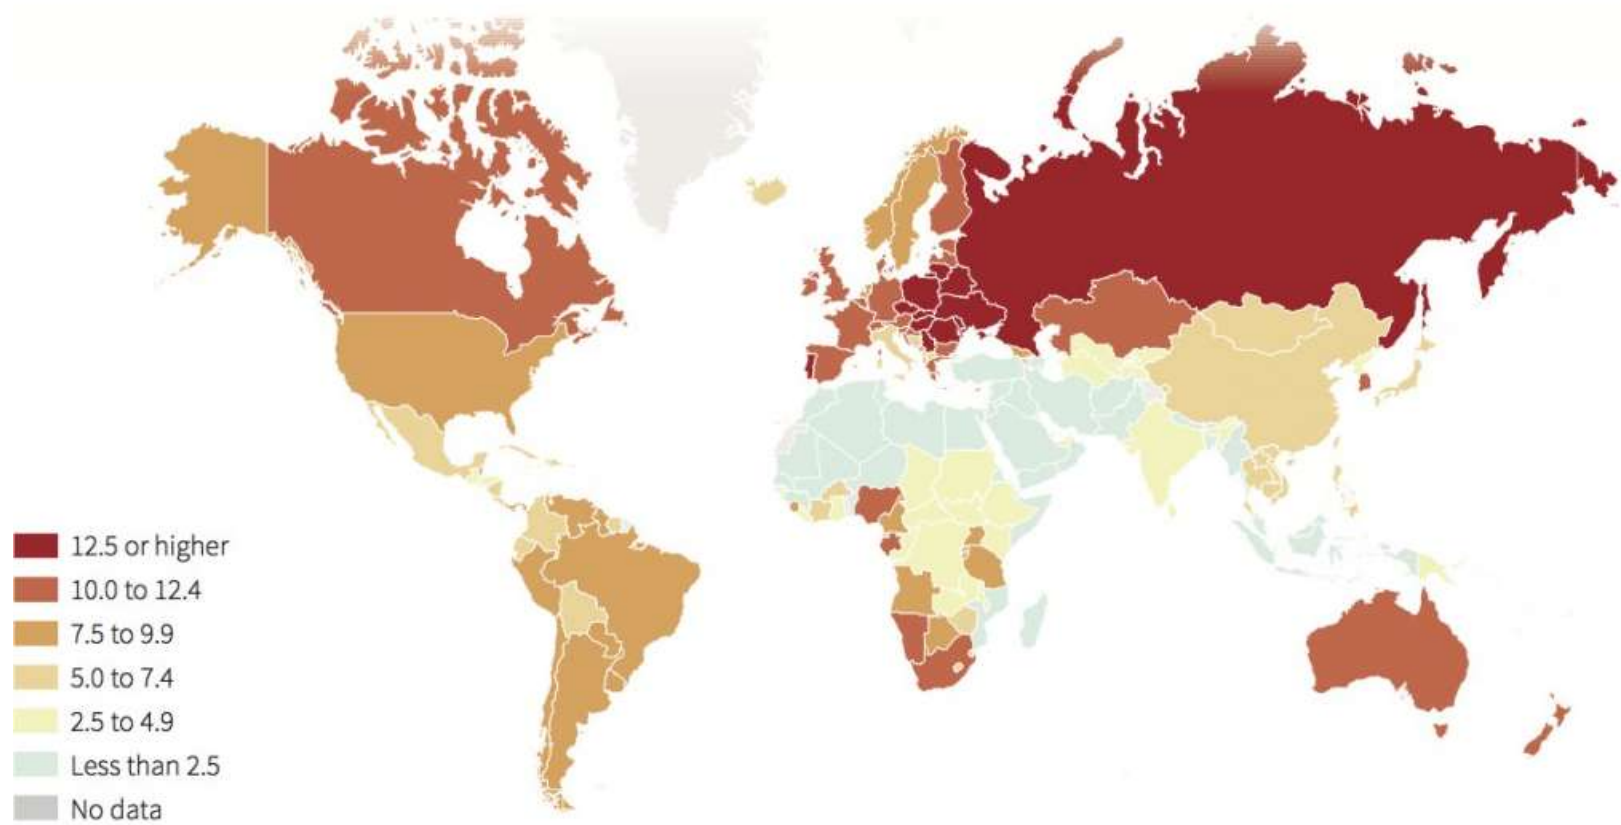 12.5 or higher
10.0 to 12.4
7.5 to 9.9
5.0 to 7.4
2.5 to 4.9
Less than 2.5
No data